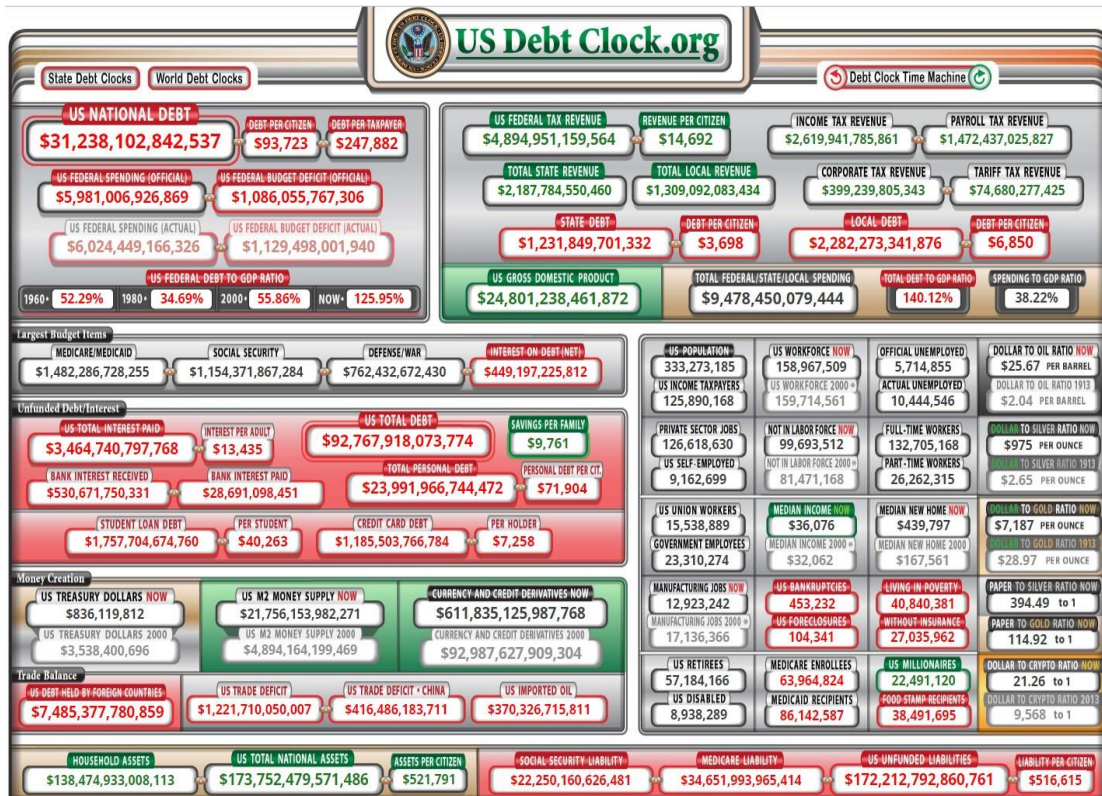 US Debt Clock.org
State Debt Clocks World Debt Clocks
Debt Clock Time Machine
US NATIONAL DEBT
$31,238,102,842,537
DEBT PER CITIZEN
$93,723
DEBT PER TAXPAYER
$247,882
US FEDERAL SPENDING (OFFICIAL)
$5,981,006,926,869
US FEDERAL BUDGET DEFICIT (OFFICIAL)
$1,086,055,767,306
US FEDERAL SPENDING (ACTUAL)
$6,024,449,166,326
US FEDERAL BUDGET DEFICIT (ACTUAL)
$1,129,498,001,940
US FEDERAL DEBT TO GDP RATIO
1960• 52.29% 1980• 34.69% 2000• 55.86% NOW• 125.95%
US FEDERAL TAX REVENUE
$4,894,951,159,564
REVENUE PER CITIZEN
$14,692
INCOME TAX REVENUE
$2,619,941,785,861
PAYROLL TAX REVENUE
$1,472,437,025,827
TOTAL STATE REVENUE
$2,187,784,550,460
TOTAL LOCAL REVENUE
$1,309,092,083,434
CORPORATE TAX REVENUE
$399,239,805,343
TARIFF TAX REVENUE
$74,680,277,425
STATE DEBT
$1,231,849,701,332
DEBT PER CITIZEN
$3,698
LOCAL DEBT
$2,282,273,341,876
DEBT PER CITIZEN
$6,850
US GROSS DOMESTIC PRODUCT
$24,801,238,461,872
TOTAL FEDERAL/STATE/LOCAL SPENDING
$9,478,450,079,444
TOTAL DEBT TO GDP RATIO
140.12%
SPENDING TO GDP RATIO
38.22%
Largest Budget Items
MEDICARE/MEDICAID
$1,482,286,728,255
SOCIAL SECURITY
$1,154,371,867,284
DEFENSE/WAR
$762,432,672,430
INTEREST ON DEBT (NET)
$449,197,225,812
Unfunded Debt/Interest
US TOTAL INTEREST PAID
$3,464,740,797,768
INTEREST PER ADULT
$13,435
US TOTAL DEBT
$92,767,918,073,774
SAVINGS PER FAMILY
$9,761
BANK INTEREST RECEIVED
$530,671,750,331
BANK INTEREST PAID
$28,691,098,451
TOTAL PERSONAL DEBT
$23,991,966,744,472
PERSONAL DEBT PER CIT.
$71,904
STUDENT LOAN DEBT
$1,757,704,674,760
PER STUDENT
$40,263
CREDIT CARD DEBT
$1,185,503,766,784
PER HOLDER
$7,258
Money Creation
US TREASURY DOLLARS NOW
$836,119,812
US TREASURY DOLLARS 2000
$3,538,400,696
US M2 MONEY SUPPLY NOW
$21,756,153,982,271
US M2 MONEY SUPPLY 2000
$4,894,164,199,469
CURRENCY AND CREDIT DERIVATIVES NOW
$611,835,125,987,768
CURRENCY AND CREDIT DERIVATIVES 2000
$92,987,627,909,304
Trade Balance
US DEBT HELD BY FOREIGN COUNTRIES
$7,485,377,780,859
US TRADE DEFICIT
$1,221,710,050,007
US TRADE DEFICIT • CHINA
$416,486,183,711
US IMPORTED OIL
$370,326,715,811
US POPULATION
333,273,185
US INCOME TAXPAYERS
125,890,168
US WORKFORCE NOW
158,967,509
US WORKFORCE 2000
159,714,561
OFFICIAL UNEMPLOYED
5,714,855
ACTUAL UNEMPLOYED
10,444,546
DOLLAR TO OIL RATIO NOW
$25.67 PER BARREL
DOLLAR TO OIL RATIO 1913
$2.04 PER BARREL
PRIVATE SECTOR JOBS
126,618,630
US SELF-EMPLOYED
9,162,699
NOT IN LABOR FORCE NOW
99,693,512
NOT IN LABOR FORCE 2000
81,471,168
FULL-TIME WORKERS
132,705,168
PART-TIME WORKERS
26,262,315
DOLLAR TO SILVER RATIO NOW
$975 PER OUNCE
DOLLAR TO SILVER RATIO 1913
$2.65 PER OUNCE
US UNION WORKERS
15,538,889
GOVERNMENT EMPLOYEES
23,310,274
MEDIAN INCOME NOW
$36,076
MEDIAN INCOME 2000
$32,062
MEDIAN NEW HOME NOW
$439,797
MEDIAN NEW HOME 2000
$167,561
DOLLAR TO GOLD RATIO NOW
$7,187 PER OUNCE
DOLLAR TO GOLD RATIO 1913
$28.97 PER OUNCE
MANUFACTURING JOBS NOW
12,923,242
MANUFACTURING JOBS 2000
17,136,366
US BANKRUPTCIES
453,232
US FORECLOSURES
104,341
LIVING IN POVERTY
40,840,381
WITHOUT INSURANCE
27,035,962
PAPER TO SILVER RATIO NOW
394.49 to 1
PAPER TO GOLD RATIO NOW
114.92 to 1
US RETIREES
57,184,166
US DISABLED
8,938,289
MEDICARE ENROLLEES
63,964,824
MEDICAID RECIPIENTS
86,142,587
US MILLIONAIRES
22,491,120
FOOD STAMP RECIPIENTS
38,491,695
DOLLAR TO CRYPTO RATIO NOW
21.26 to 1
DOLLAR TO CRYPTO RATIO 2013
9,568 to 1
HOUSEHOLD ASSETS
$138,474,933,008,113
US TOTAL NATIONAL ASSETS
$173,752,479,571,486
ASSETS PER CITIZEN
$521,791
SOCIAL SECURITY LIABILITY
$22,250,160,626,481
MEDICARE LIABILITY
$34,651,993,965,414
US UNFUNDED LIABILITIES
$172,212,792,860,761
LIABILITY PER CITIZEN
$516,615